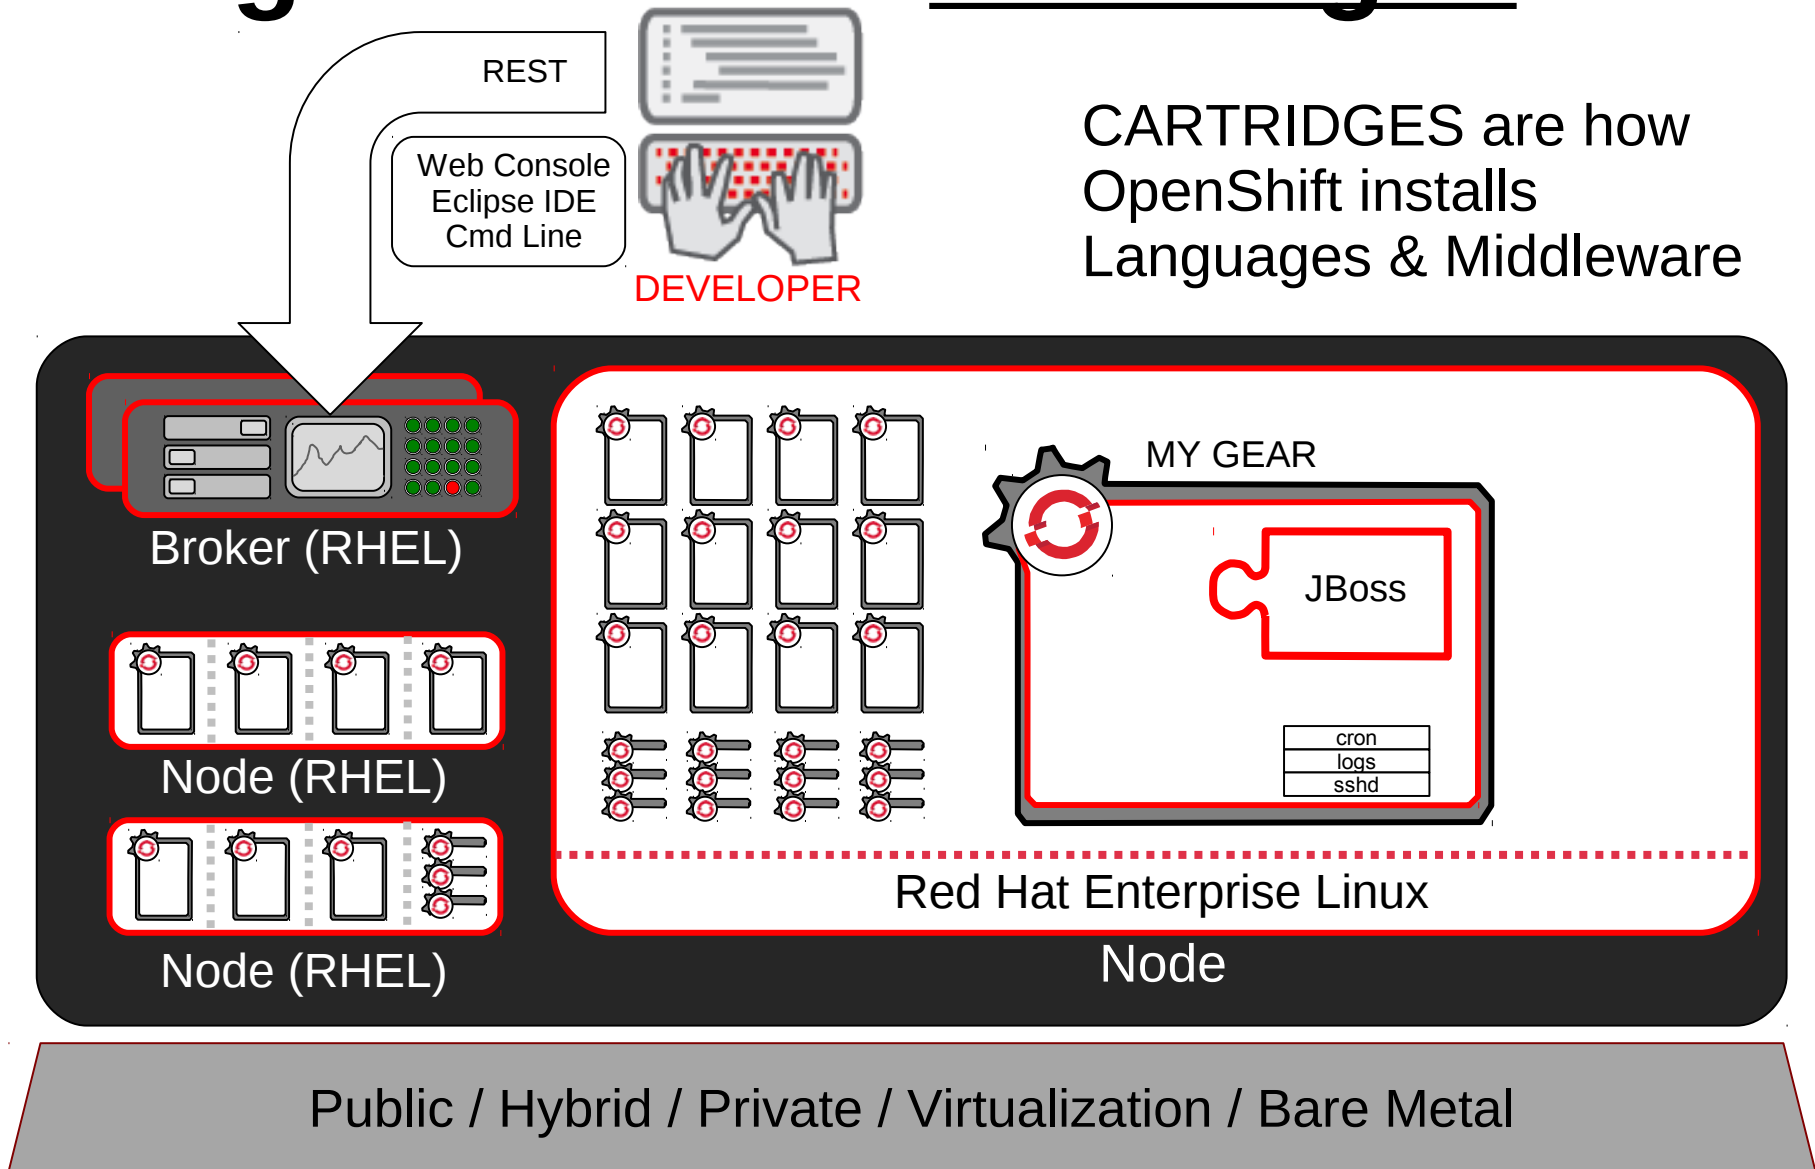 REST
Web Console
Eclipse IDE
Cmd Line
DEVELOPER
CARTRIDGES are how
OpenShift installs
Languages & Middleware
Broker (RHEL)
Node (RHEL)
Node (RHEL)
MY GEAR
JBoss
cron
logs
sshd
Red Hat Enterprise Linux
Node
Public / Hybrid / Private / Virtualization / Bare Metal